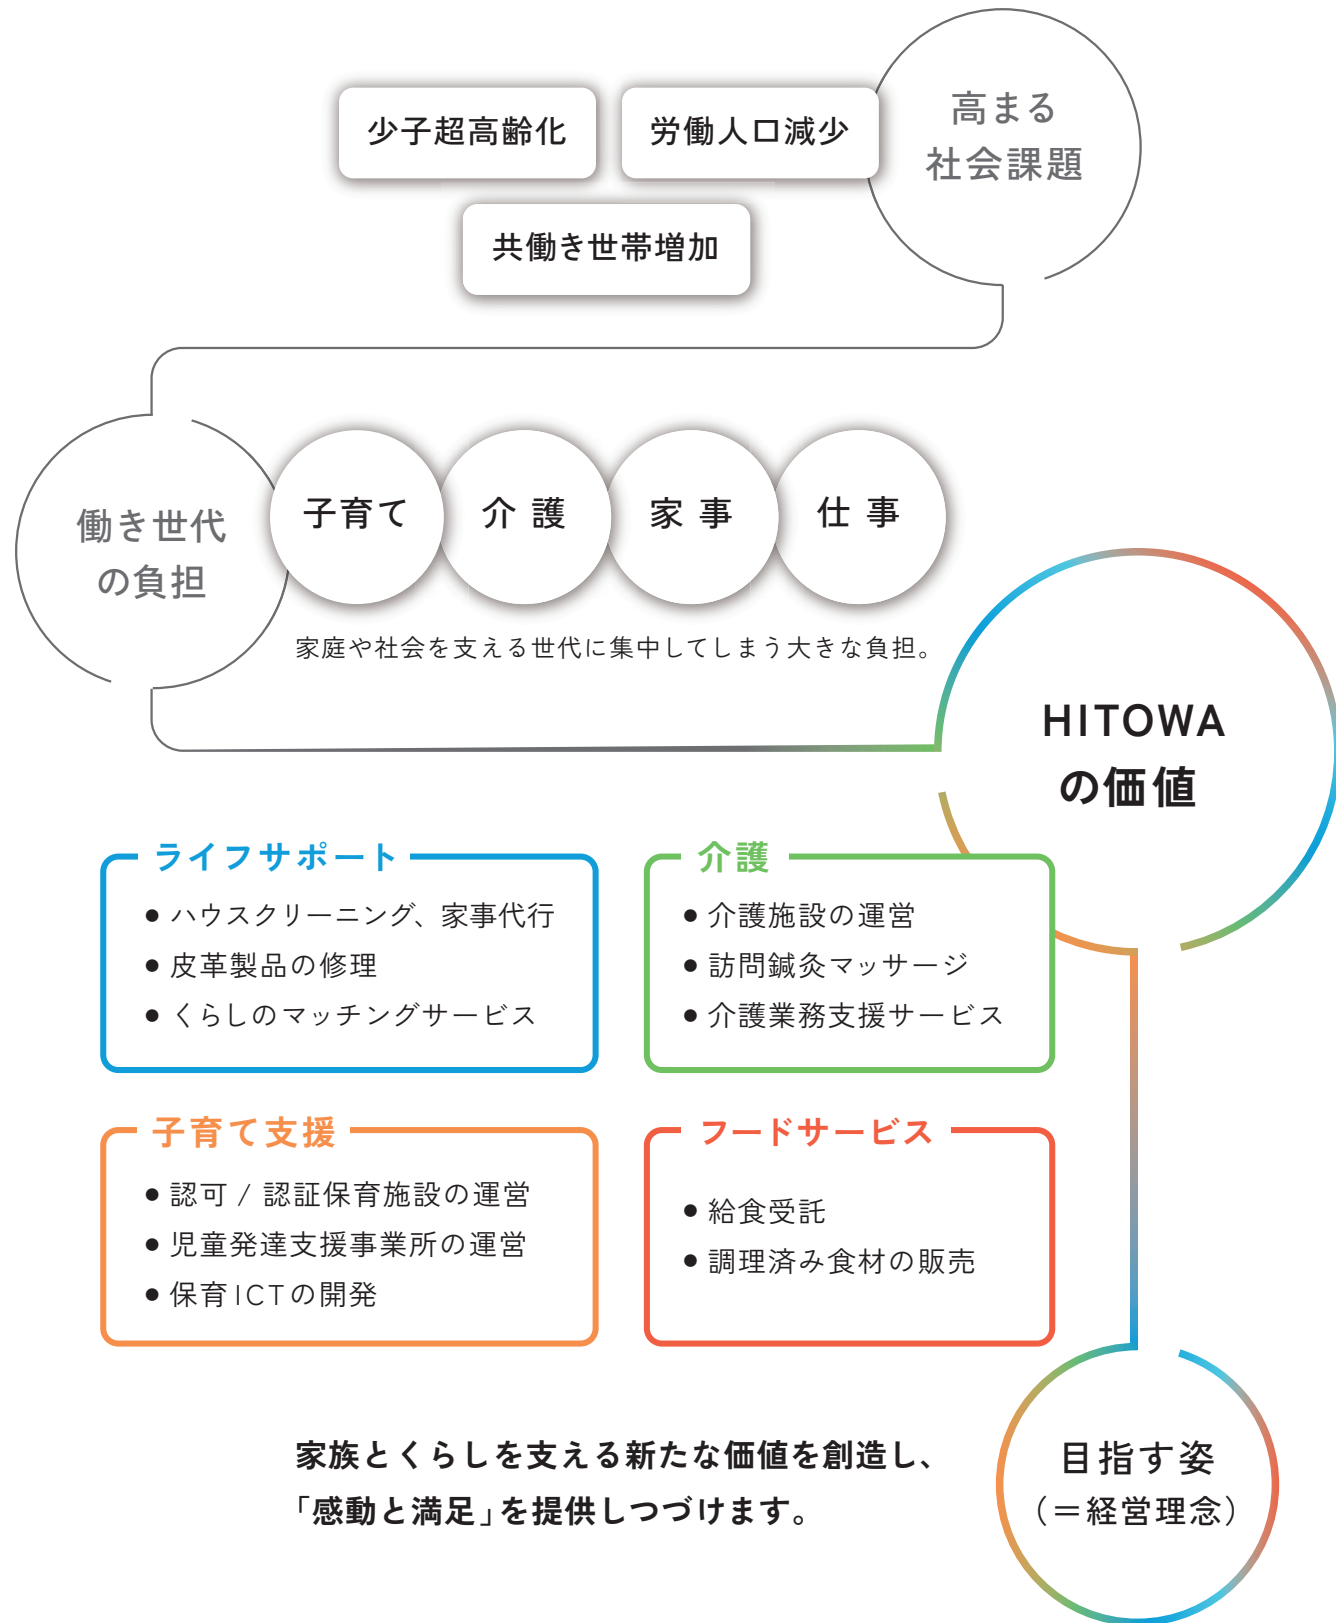 高まる
社会課題
少子超高齢化
労働人口減少
共働き世帯増加
働き世代
の負担
子育て
介護
家事
仕事
家庭や社会を支える世代に集中してしまう大きな負担。
HITOWA
の価値
ライフサポート
● ハウスクリーニング、家事代行
● 皮革製品の修理
● くらしのマッチングサービス
介護
● 介護施設の運営
● 訪問鍼灸マッサージ
● 介護業務支援サービス
子育て支援
● 認可 / 認証保育施設の運営
● 児童発達支援事業所の運営
● 保育ICTの開発
フードサービス
● 給食受託
● 調理済み食材の販売
家族とくらしを支える新たな価値を創造し、
「感動と満足」を提供しつづけます。
目指す姿
（＝経営理念）